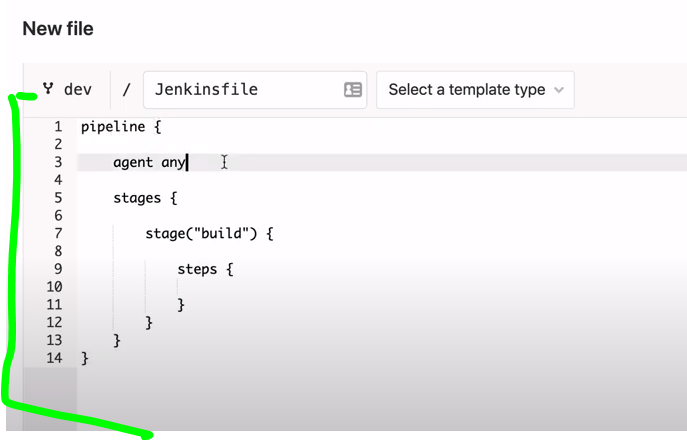 New file
dev / Jenkinsfile Select a template type
1 pipeline {
2
3     agent any
4
5     stages {
6
7         stage("build") {
8
9             steps {
10
11             }
12         }
13     }
14 }